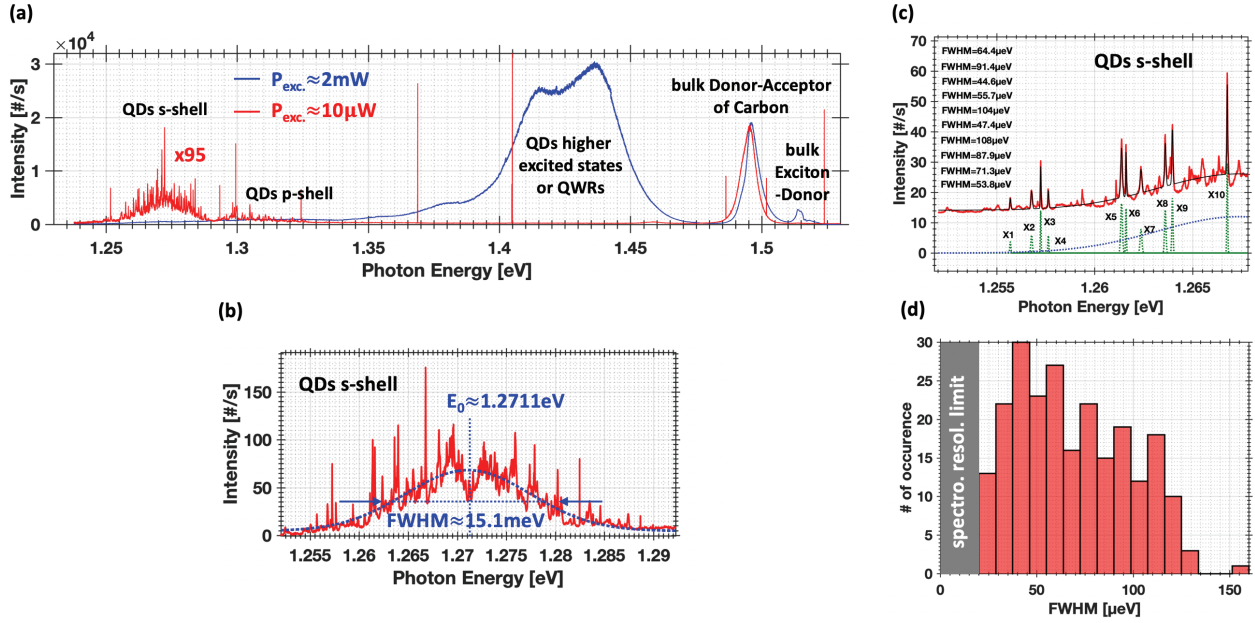 (a)
×10⁴
3
2
1
0
Intensity [#/s]
P_exc.≈2mW
P_exc.≈10µW
QDs s-shell
x95
QDs p-shell
QDs higher
excited states
or QWRs
bulk Donor-Acceptor
of Carbon
bulk
Exciton
-Donor
1.25
1.3
1.35
1.4
1.45
1.5
Photon Energy [eV]
(b)
QDs s-shell
E₀≈1.2711eV
FWHM≈15.1meV
150
100
50
0
Intensity [#/s]
1.255
1.26
1.265
1.27
1.275
1.28
1.285
1.29
Photon Energy [eV]
(c)
70
60
50
40
30
20
10
0
Intensity [#/s]
FWHM=64.4µeV
FWHM=91.4µeV
FWHM=44.6µeV
FWHM=55.7µeV
FWHM=104µeV
FWHM=47.4µeV
FWHM=108µeV
FWHM=87.9µeV
FWHM=71.3µeV
FWHM=53.8µeV
QDs s-shell
X1
X2
X3
X4
X5
X6
X7
X8
X9
X10
1.255
1.26
1.265
Photon Energy [eV]
(d)
30
25
20
15
10
5
0
# of occurence
spectro. resol. limit
0
50
100
150
FWHM [µeV]